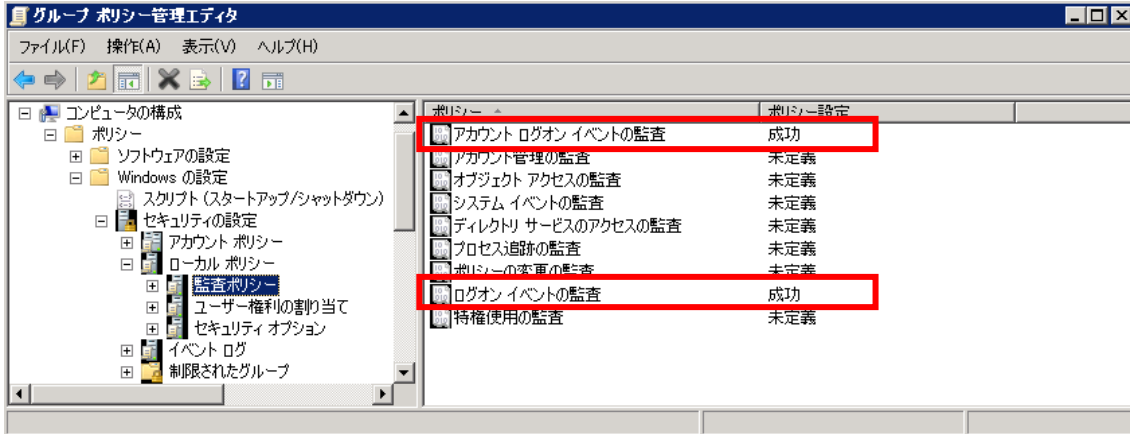 グループ ポリシー管理エディタ
ファイル(F) 操作(A) 表示(V) ヘルプ(H)
コンピュータの構成
ポリシー
ソフトウェアの設定
Windows の設定
スクリプト (スタートアップ/シャットダウン)
セキュリティの設定
アカウント ポリシー
ローカル ポリシー
監査ポリシー
ユーザー権利の割り当て
セキュリティ オプション
イベント ログ
制限されたグループ
ポリシー ポリシー設定
アカウント ログオン イベントの監査 成功
アカウント管理の監査 未定義
オブジェクト アクセスの監査 未定義
システム イベントの監査 未定義
ディレクトリ サービスのアクセスの監査 未定義
プロセス追跡の監査 未定義
ポリシーの変更の監査 未定義
ログオン イベントの監査 成功
特権使用の監査 未定義